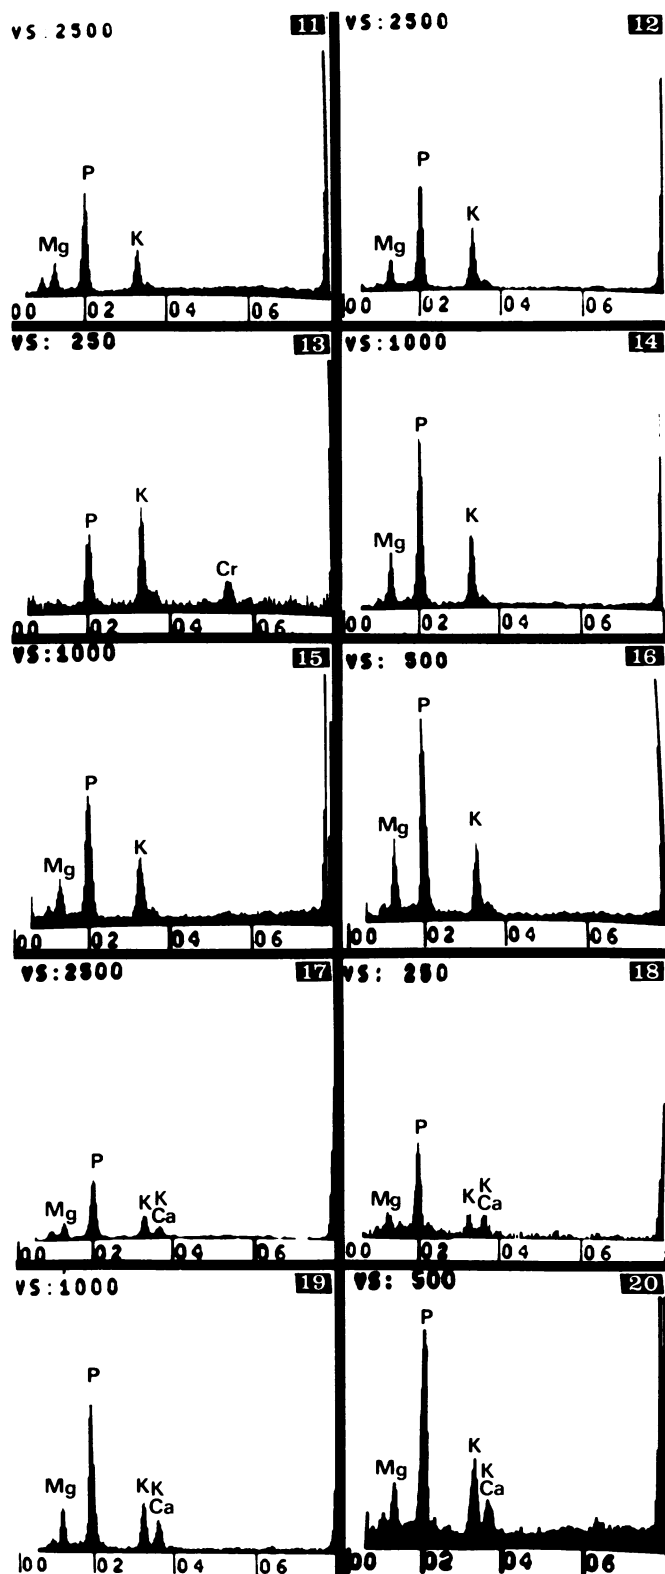 VS:2500 11
P
Mg K
00 02 04 06
VS:2500 12
P
K
Mg
00 02 04 06
VS: 250 13
K
P
Cr
00 02 04 06
VS:1000 14
P
K
Mg
00 02 04 06
VS:1000 15
P
K
Mg
00 02 04 06
VS: 500 16
P
K
Mg
00 02 04 06
VS:2500 17
P
K
Mg K Ca
00 02 04 06
VS: 250 18
P
K
Mg K Ca
00 02 04 06
VS:1000 19
P
Mg K K
Ca
00 02 04 06
VS: 500 20
P
K
Mg K
Ca
00 02 04 06